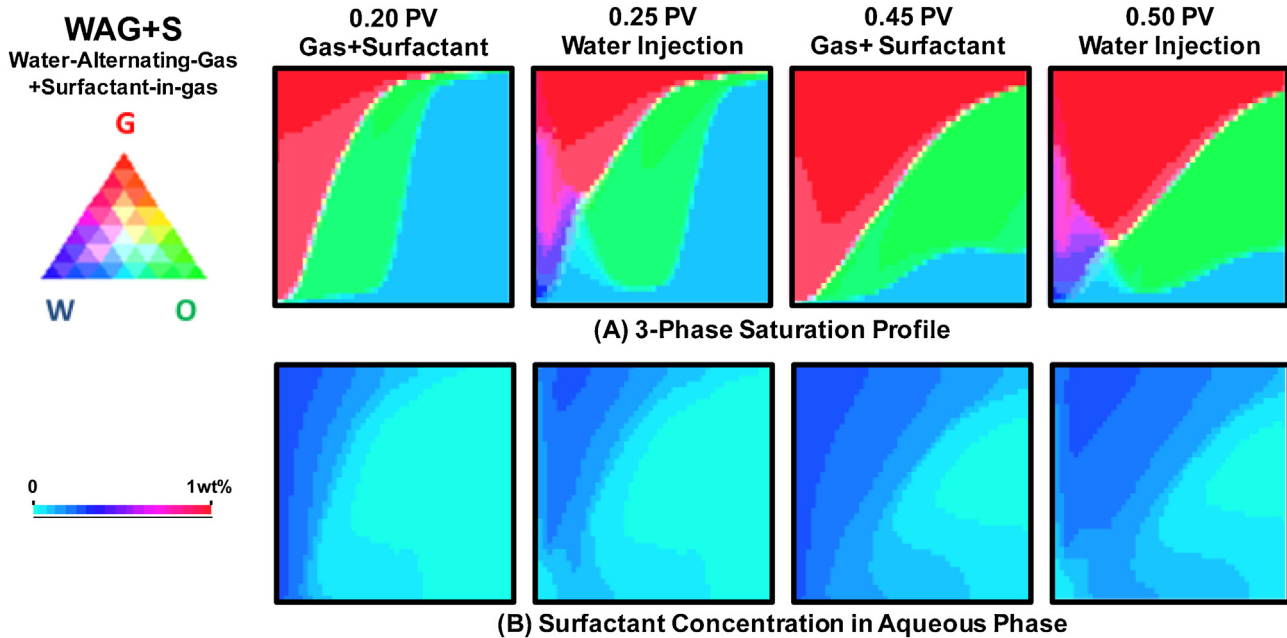 WAG+S
Water-Alternating-Gas
+Surfactant-in-gas
G
W
O
0.20 PV
Gas+Surfactant
0.25 PV
Water Injection
0.45 PV
Gas+ Surfactant
0.50 PV
Water Injection
(A) 3-Phase Saturation Profile
0
1wt%
(B) Surfactant Concentration in Aqueous Phase